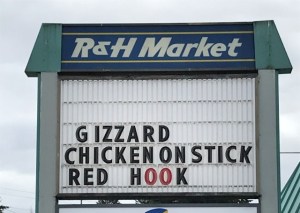 R&H Market
GIZZARD
CHICKEN ON STICK
RED HOOK